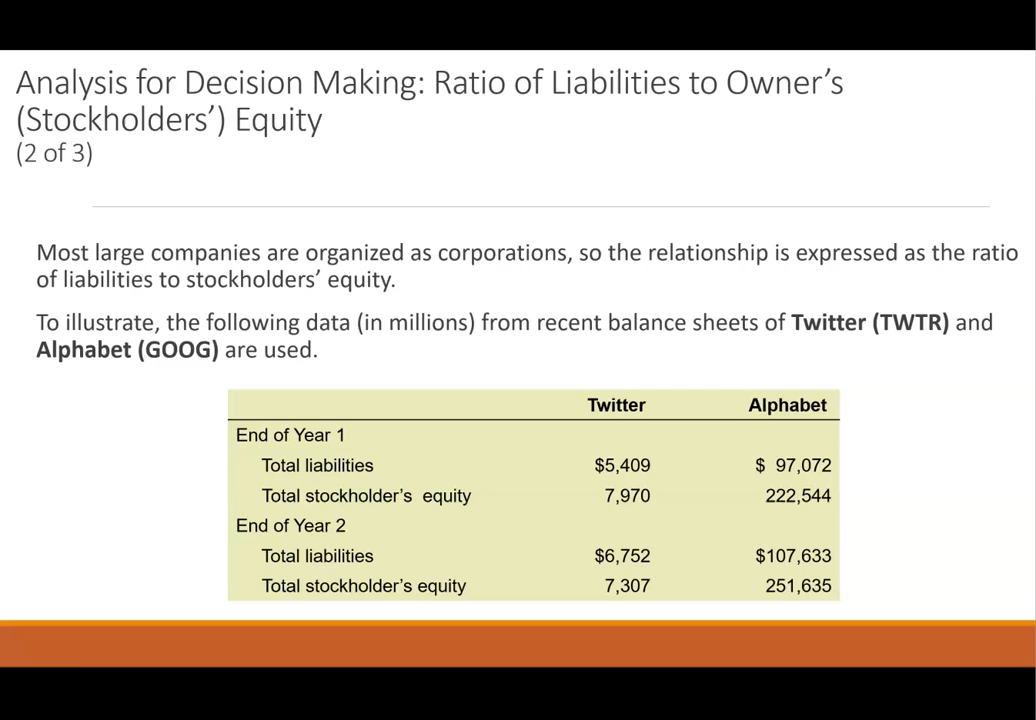 Analysis for Decision Making: Ratio of Liabilities to Owner’s
(Stockholders’) Equity
(2 of 3)
Most large companies are organized as corporations, so the relationship is expressed as the ratio
of liabilities to stockholders’ equity.
To illustrate, the following data (in millions) from recent balance sheets of Twitter (TWTR) and
Alphabet (GOOG) are used.
Twitter Alphabet
End of Year 1
Total liabilities $5,409 $ 97,072
Total stockholder’s equity 7,970 222,544
End of Year 2
Total liabilities $6,752 $107,633
Total stockholder’s equity 7,307 251,635